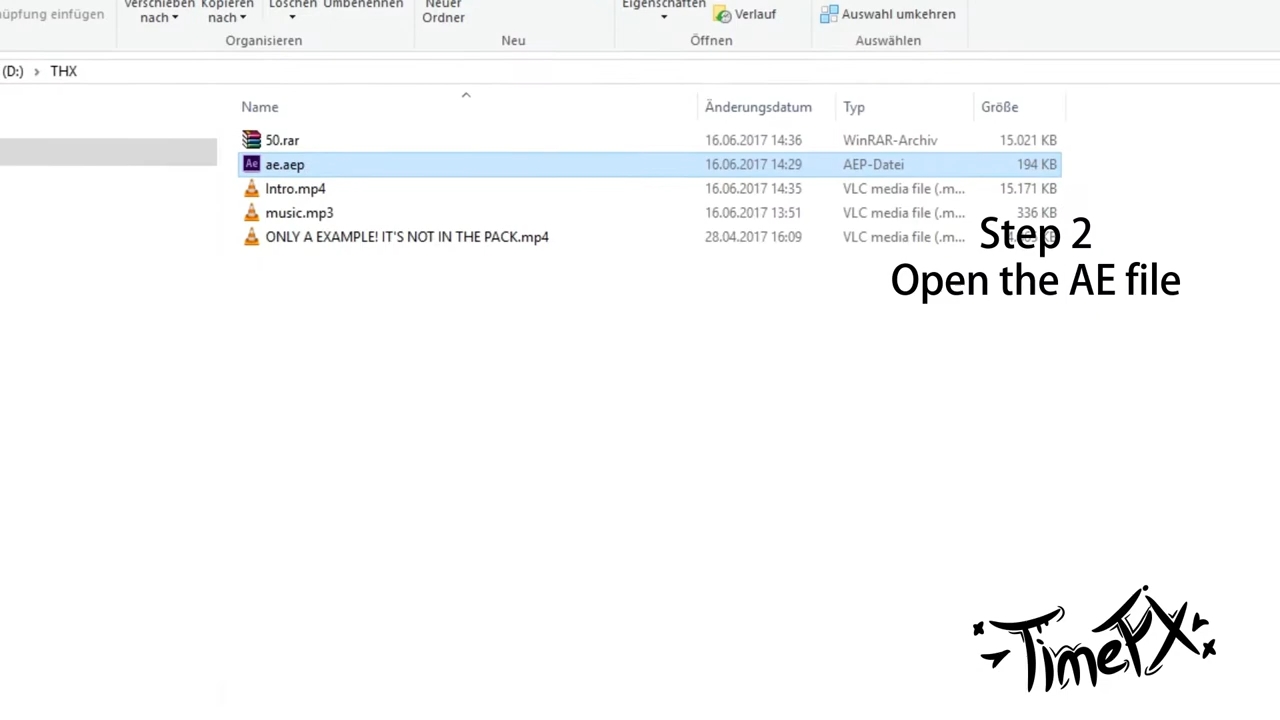 üpfung einfügen
Verschieben nach
Kopieren nach
Löschen
Umbenennen
Neuer Ordner
Eigenschaften
Verlauf
Auswahl umkehren
Organisieren
Neu
Öffnen
Auswählen
(D:) › THX
Name Änderungsdatum Typ Größe
50.rar 16.06.2017 14:36 WinRAR-Archiv 15.021 KB
ae.aep 16.06.2017 14:29 AEP-Datei 194 KB
Intro.mp4 16.06.2017 14:35 VLC media file (.m... 15.171 KB
music.mp3 16.06.2017 13:51 VLC media file (.m... 336 KB
ONLY A EXAMPLE! IT'S NOT IN THE PACK.mp4 28.04.2017 16:09 VLC media file (.m...
Step 2
Open the AE file
TimeFX